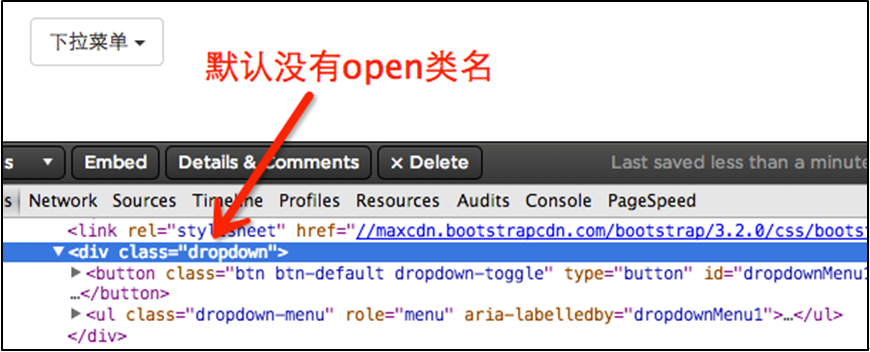 下拉菜单
默认没有open类名
s Embed Details & Comments × Delete Last saved less than a minute
s Network Sources Timeline Profiles Resources Audits Console PageSpeed
<link rel="stylesheet" href="//maxcdn.bootstrapcdn.com/bootstrap/3.2.0/css/boots
▼<div class="dropdown">
▶<button class="btn btn-default dropdown-toggle" type="button" id="dropdownMenu1
…</button>
▶<ul class="dropdown-menu" role="menu" aria-labelledby="dropdownMenu1">…</ul>
</div>